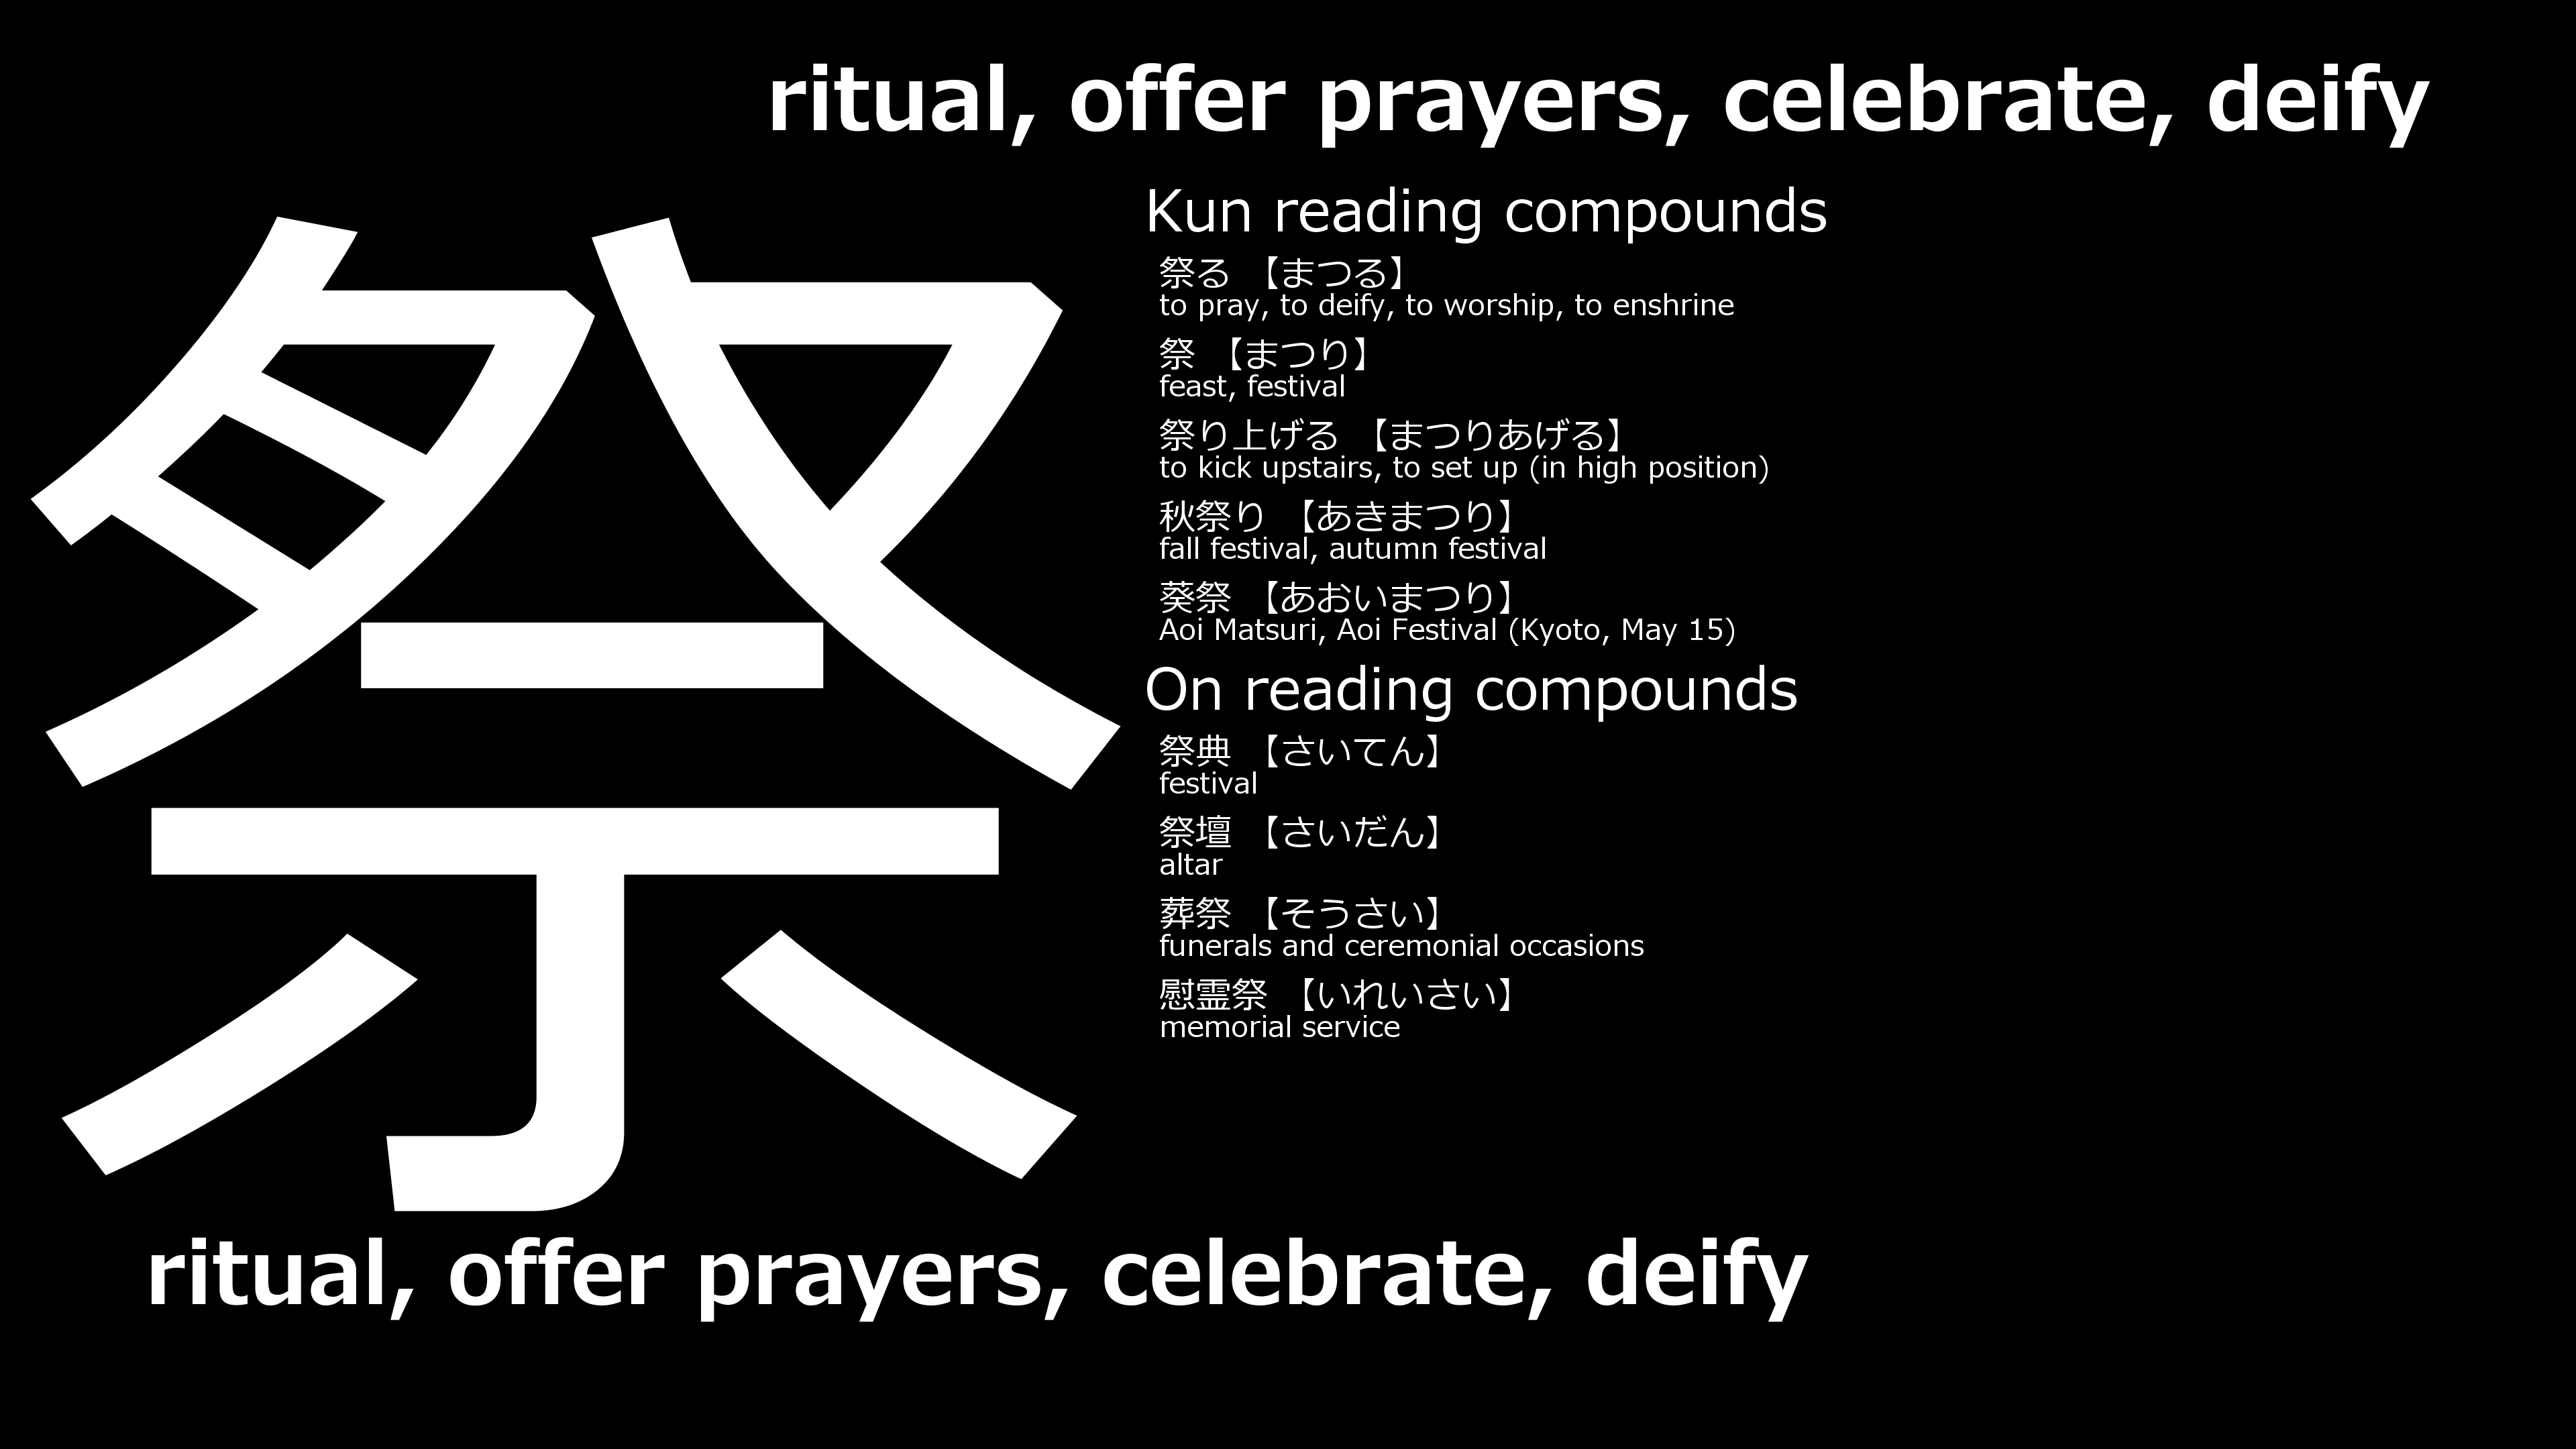 ritual, offer prayers, celebrate, deify
祭
Kun reading compounds
祭る 【まつる】
to pray, to deify, to worship, to enshrine
祭 【まつり】
feast, festival
祭り上げる 【まつりあげる】
to kick upstairs, to set up (in high position)
秋祭り 【あきまつり】
fall festival, autumn festival
葵祭 【あおいまつり】
Aoi Matsuri, Aoi Festival (Kyoto, May 15)
On reading compounds
祭典 【さいてん】
festival
祭壇 【さいだん】
altar
葬祭 【そうさい】
funerals and ceremonial occasions
慰霊祭 【いれいさい】
memorial service
ritual, offer prayers, celebrate, deify